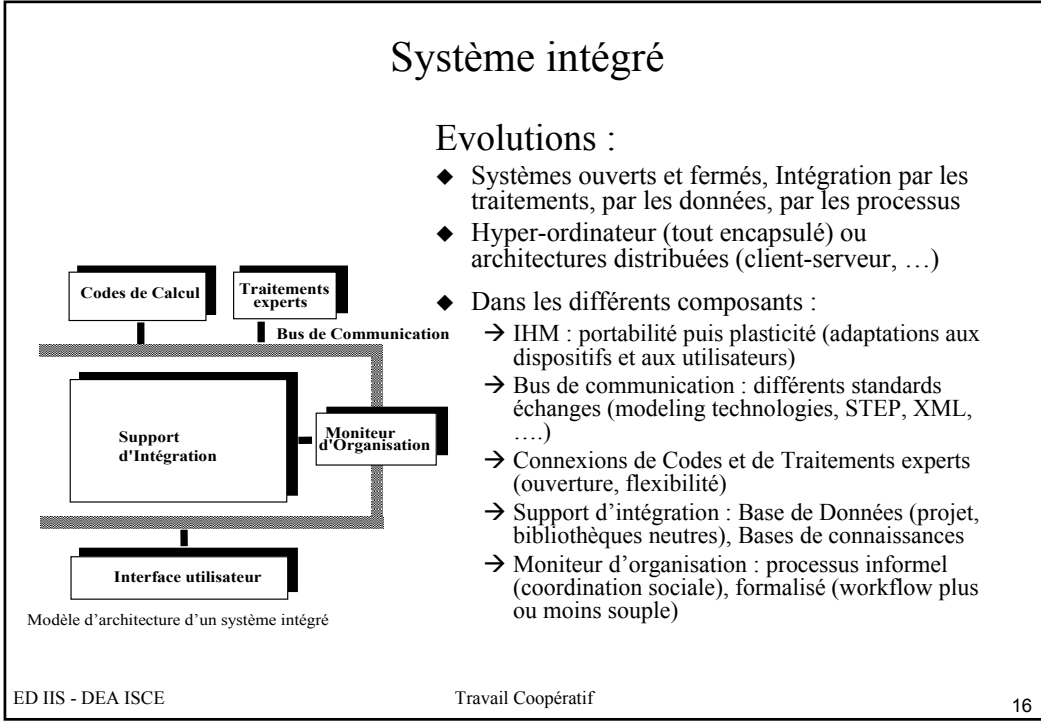 Système intégré
Evolutions :
◆ Systèmes ouverts et fermés, Intégration par les
traitements, par les données, par les processus
◆ Hyper-ordinateur (tout encapsulé) ou
architectures distribuées (client-serveur, …)
◆ Dans les différents composants :
→ IHM : portabilité puis plasticité (adaptations aux
dispositifs et aux utilisateurs)
→ Bus de communication : différents standards
échanges (modeling technologies, STEP, XML,
….)
→ Connexions de Codes et de Traitements experts
(ouverture, flexibilité)
→ Support d’intégration : Base de Données (projet,
bibliothèques neutres), Bases de connaissances
→ Moniteur d’organisation : processus informel
(coordination sociale), formalisé (workflow plus
ou moins souple)
Codes de Calcul
Traitements
experts
Bus de Communication
Support
d'Intégration
Moniteur
d'Organisation
Interface utilisateur
Modèle d’architecture d’un système intégré
ED IIS - DEA ISCE
Travail Coopératif
16